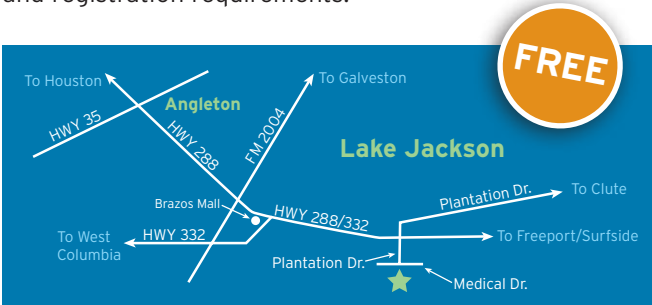 and registration requirements.
FREE
To Houston
To Galveston
Angleton
HWY 35
HWY 288
FM 2004
Lake Jackson
Plantation Dr.
To Clute
Brazos Mall
HWY 288/332
To West
Columbia
HWY 332
To Freeport/Surfside
Plantation Dr.
Medical Dr.